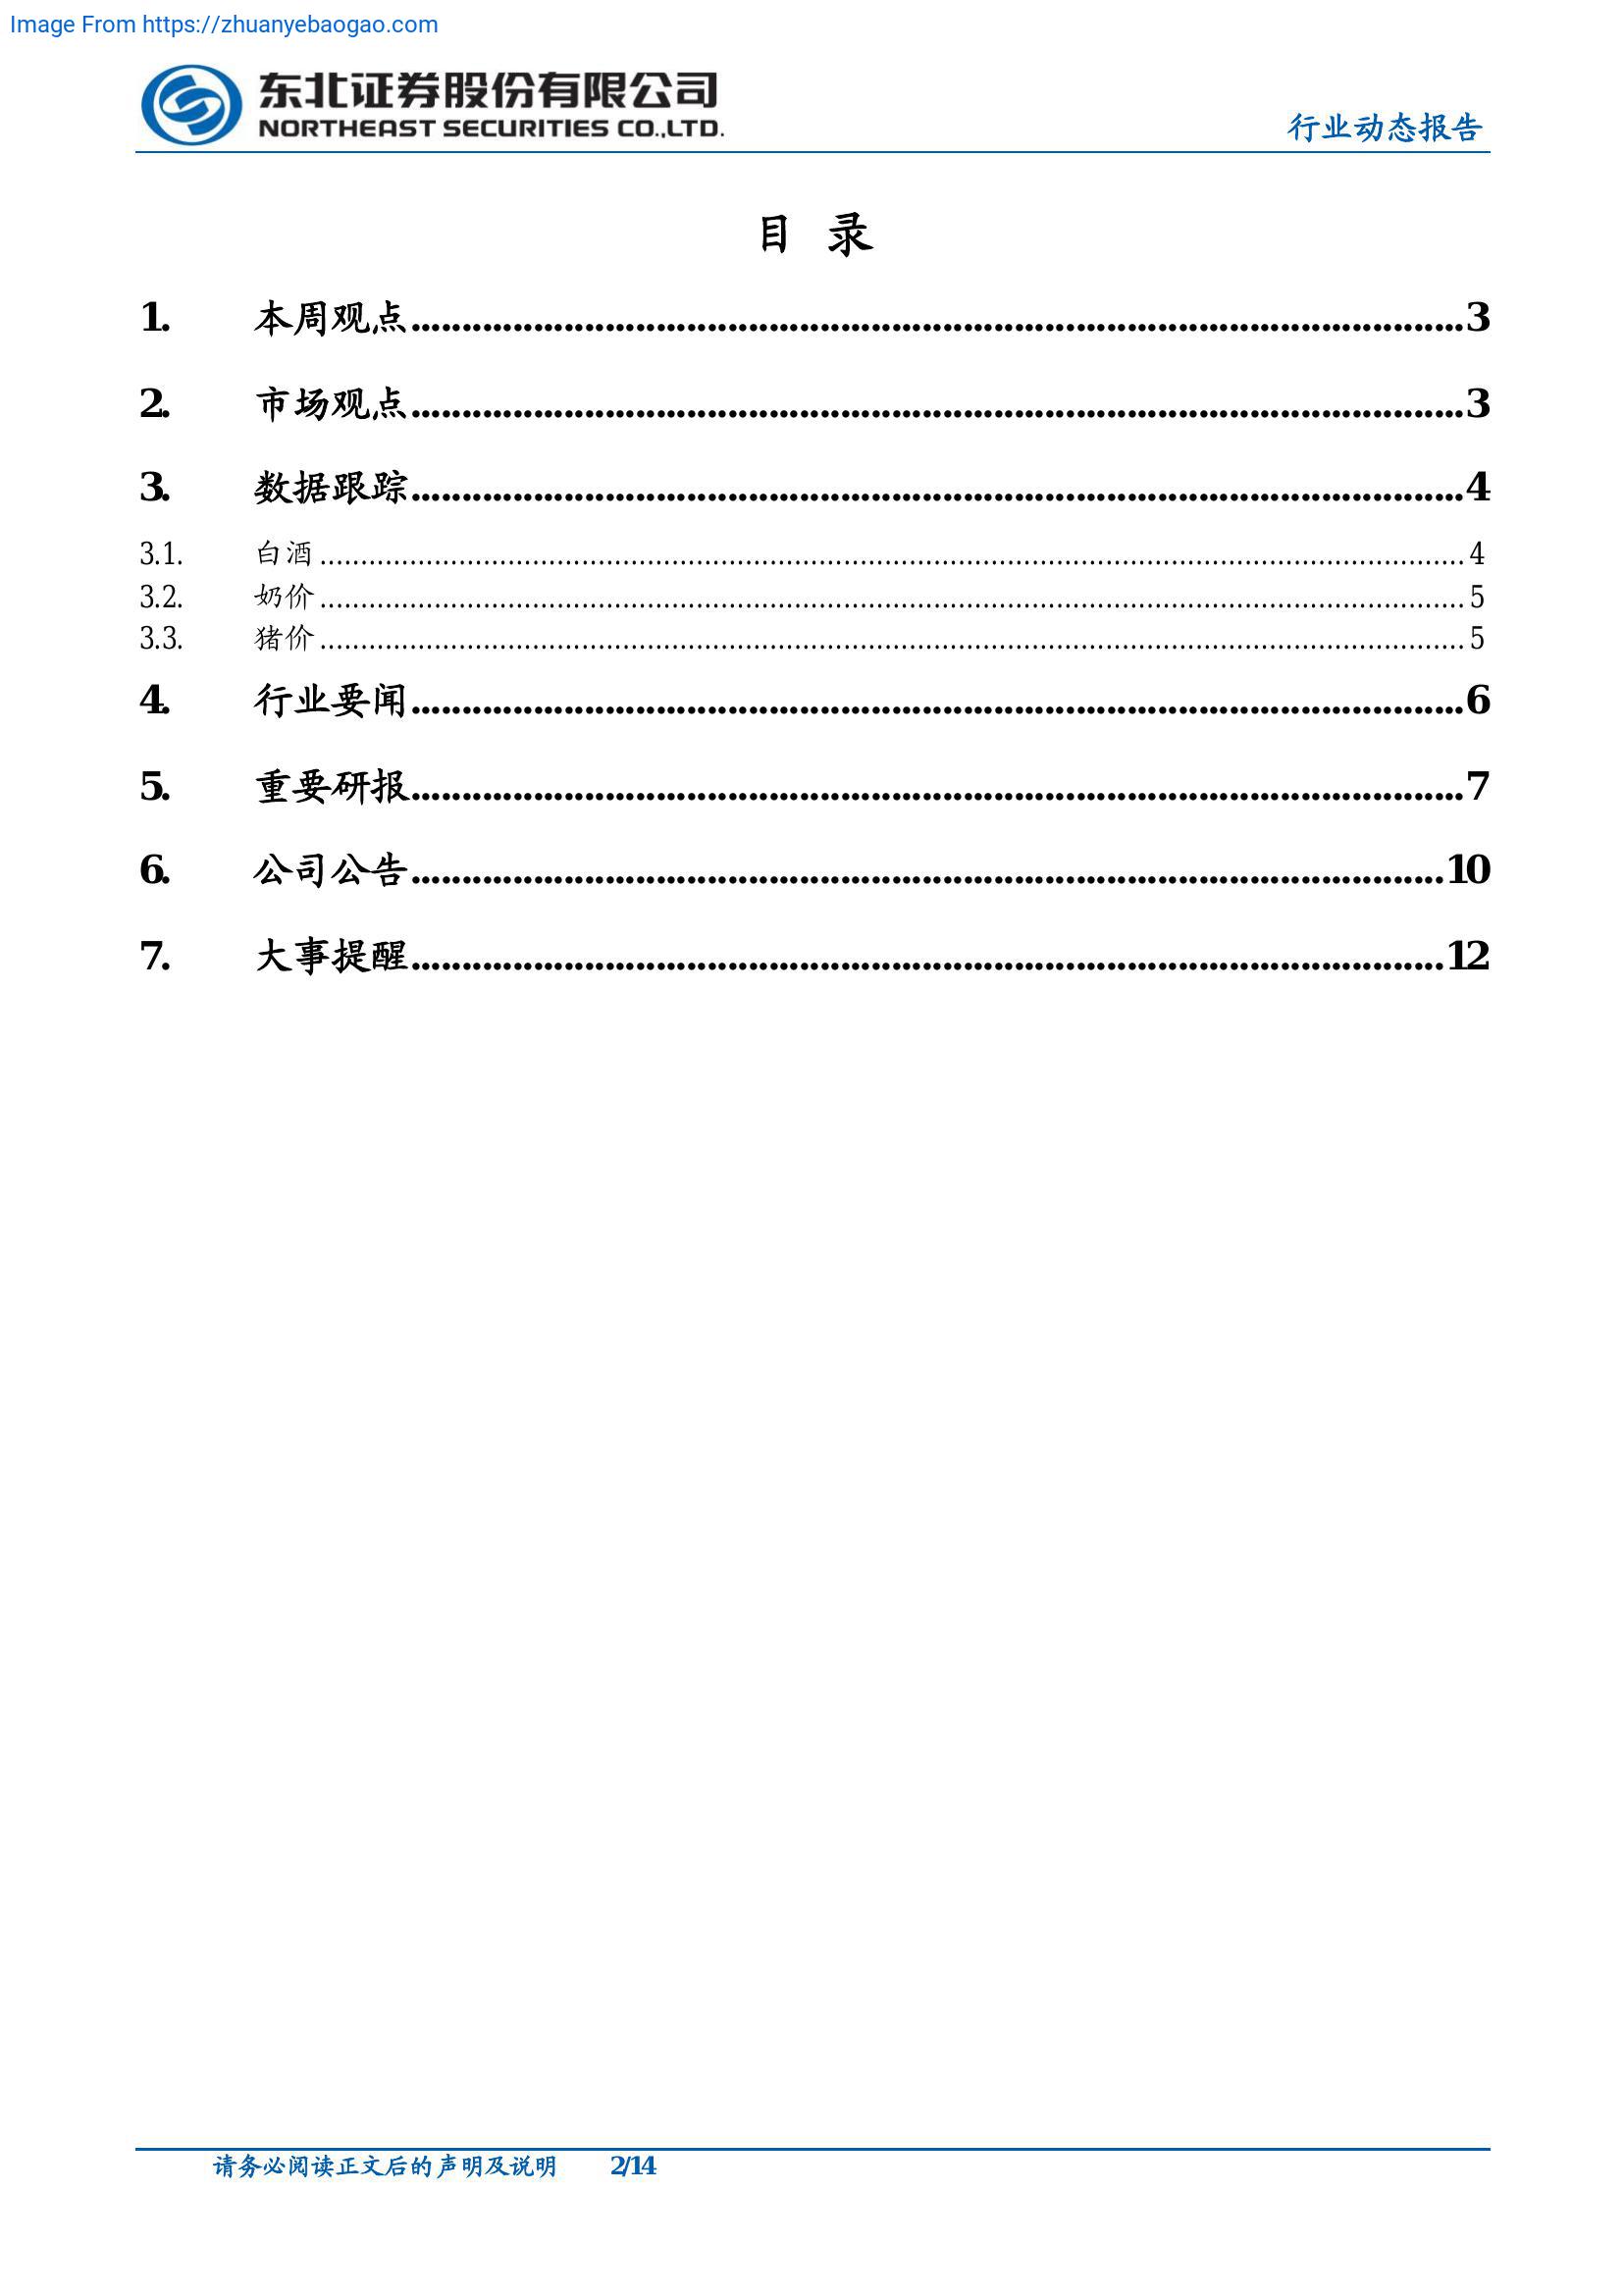 Image From https://zhuanyebaogao.com
东北证券股份有限公司
NORTHEAST SECURITIES CO.,LTD.
行业动态报告
目 录
1. 本周观点........................................................................................................3
2. 市场观点........................................................................................................3
3. 数据跟踪........................................................................................................4
3.1. 白酒........................................................................................................4
3.2. 奶价........................................................................................................5
3.3. 猪价........................................................................................................5
4. 行业要闻........................................................................................................6
5. 重要研报........................................................................................................7
6. 公司公告........................................................................................................10
7. 大事提醒........................................................................................................12
请务必阅读正文后的声明及说明 2/14